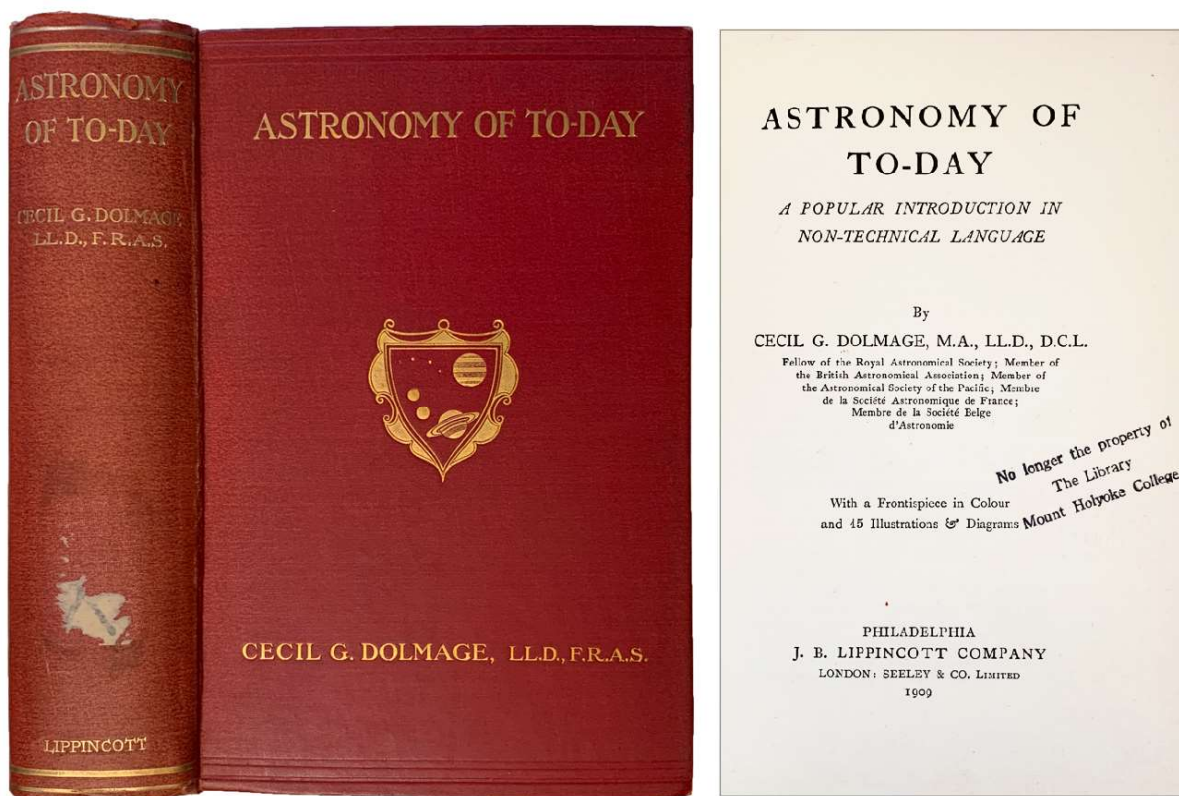 ASTRONOMY
OF TO-DAY
CECIL G. DOLMAGE,
LL.D., F.R.A.S.
LIPPINCOTT
ASTRONOMY OF TO-DAY
CECIL G. DOLMAGE, LL.D., F.R.A.S.
ASTRONOMY OF
TO-DAY
A POPULAR INTRODUCTION IN
NON-TECHNICAL LANGUAGE
By
CECIL G. DOLMAGE, M.A., LL.D., D.C.L.
Fellow of the Royal Astronomical Society; Member of
the British Astronomical Association; Member of
the Astronomical Society of the Pacific; Membre
de la Société Astronomique de France;
Membre de la Société Belge
d'Astronomie
No longer the property of
The Library
Mount Holyoke College
With a Frontispiece in Colour
and 45 Illustrations & Diagrams
PHILADELPHIA
J. B. LIPPINCOTT COMPANY
LONDON: SEELEY & CO. LIMITED
1909